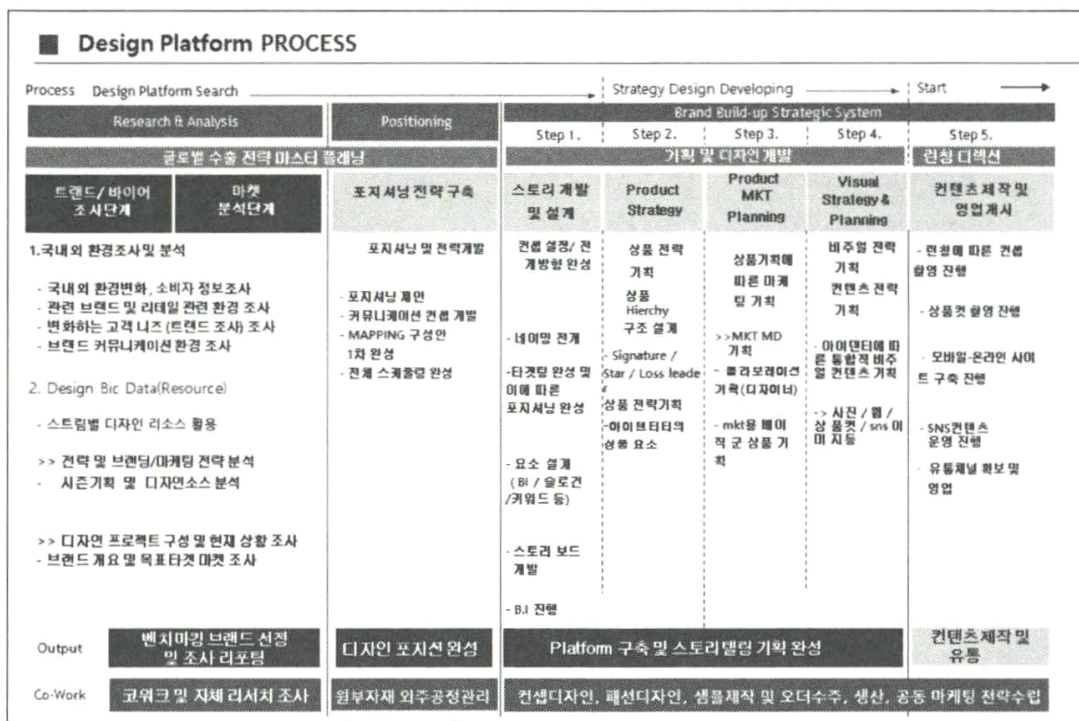 Design Platform PROCESS
Process Design Platform Search
Strategy Design Developing
Start
Research & Analysis
Positioning
Brand Build-up Strategic System
Step 1.
Step 2.
Step 3.
Step 4.
Step 5.
글로벌 수출 전략 마스터 플래닝
기획 및 디자인 개발
런칭 디렉션
트랜드/ 바이어
조사단계
마켓
분석단계
포지셔닝 전략 구축
스토리 개발
및 설계
Product
Strategy
Product
MKT
Planning
Visual
Strategy &
Planning
컨텐츠 제작 및
영업개시
1.국내외 환경조사 및 분석
- 국내외 환경변화, 소비자 정보조사
- 관련 브랜드 및 리테일 관련 환경 조사
- 변화하는 고객 니즈 (트랜드 조사) 조사
- 브랜드 커뮤니케이션 환경 조사
2. Design Bic Data(Resource)
- 스트림별 디자인 리소스 활용
>> 전략 및 브랜딩/마케팅 전략 분석
- 시즌기획 및 디자인소스 분석
>> 디자인 프로젝트 구성 및 현재 상황 조사
- 브랜드 개요 및 목표타겟 마켓 조사
포지셔닝 및 전략개발
- 포지셔닝 제안
- 커뮤니케이션 컨셉 개발
- MAPPING 구성안
1차 완성
- 전체 스케쥴링 완성
컨셉 설정/ 전
개방향 완성
- 네이밍 전개
-타겟팅 완성 및
이에 따른
포지셔닝 완성
- 요소 설계
( BI / 슬로건
/키워드 등)
- 스토리 보드
개발
- B.I 진행
상품 전략
기획
상품
Hierchy
구조 설계
- Signature /
Star / Loss leade
r
상품 전략기획
-아이덴티티의
상품 요소
상품기획에
따른 마케
팅 기획
>>MKT MD
기획
- 콜라보레이션
기획(디자이너)
- mkt용 베이
직 군 상품 기
획
비주얼 전략
기획
컨텐츠 전략
기획
- 아이덴티에 따
른 통합적 비주
얼 컨텐츠 기획
-> 사진 / 웹 /
상품컷 / sns 이
미지등
- 런칭에 따른 컨셉
촬영 진행
- 상품컷 촬영 진행
- 모바일-온라인 사이
트 구축 진행
- SNS컨텐츠
운영 진행
- 유통채널 확보 및
영업
Output
벤치마킹 브랜드 선정
및 조사 리포팅
디자인 포지션 완성
Platform 구축 및 스토리텔링 기획 완성
컨텐츠 제작 및
유통
Co-Work
코워크 및 자체 리서치 조사
원부자재 외주공정관리
컨셉디자인, 패션디자인, 샘플제작 및 오더수주, 생산, 공동 마케팅 전략수립